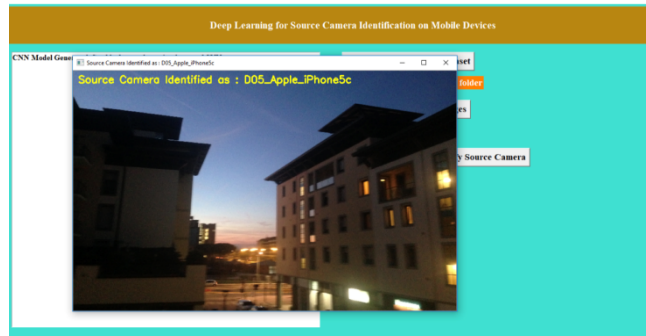 Deep Learning for Source Camera Identification on Mobile Devices
CNN Model Gene
Source Camera Identified as : D05_Apple_iPhone5c
set
Source Camera Identified as : D05_Apple_iPhone5c
folder
es
y Source Camera